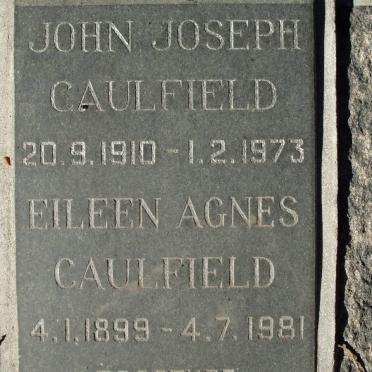 JOHN JOSEPH
CAULFIELD
20.9.1910 - 1.2.1973
EILEEN AGNES
CAULFIELD
4.1.1899 - 4.7.1981